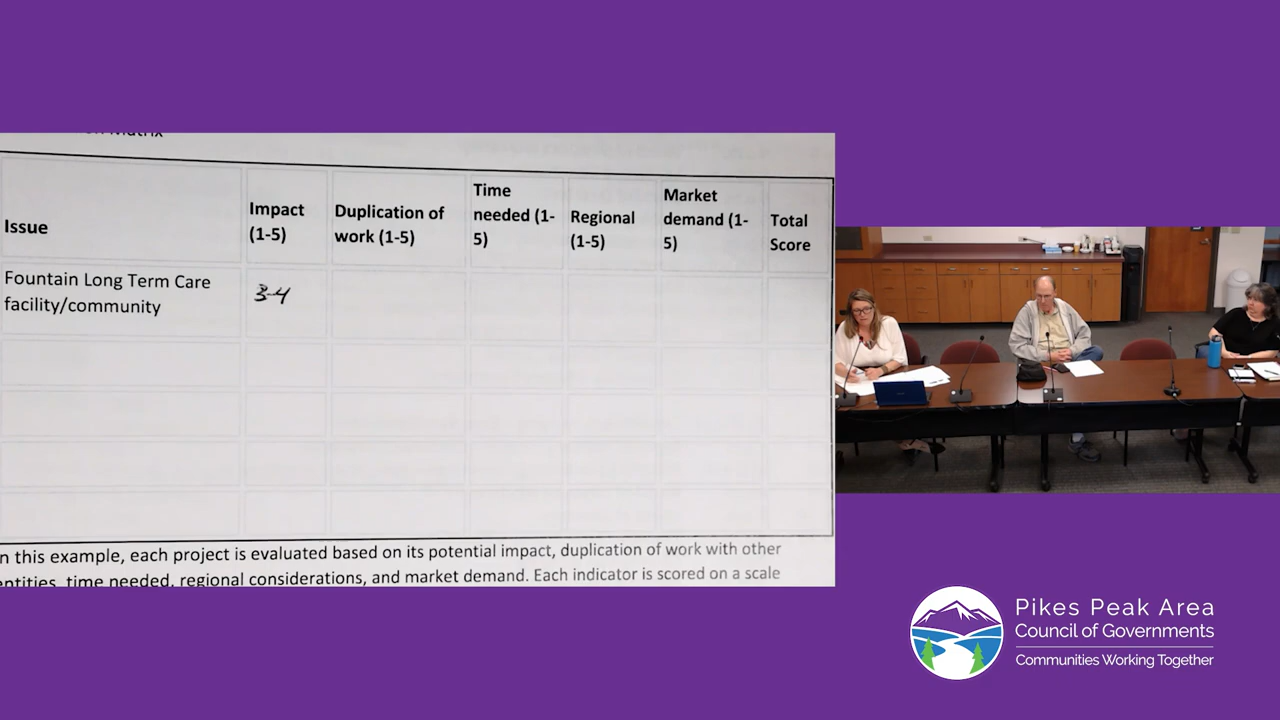 Matrix
Issue
Impact
(1-5)
Duplication of
work (1-5)
Time
needed (1-
5)
Regional
(1-5)
Market
demand (1-
5)
Total
Score
Fountain Long Term Care
facility/community
3-4
n this example, each project is evaluated based on its potential impact, duplication of work with other
entities, time needed, regional considerations, and market demand. Each indicator is scored on a scale
Pikes Peak Area
Council of Governments
Communities Working Together